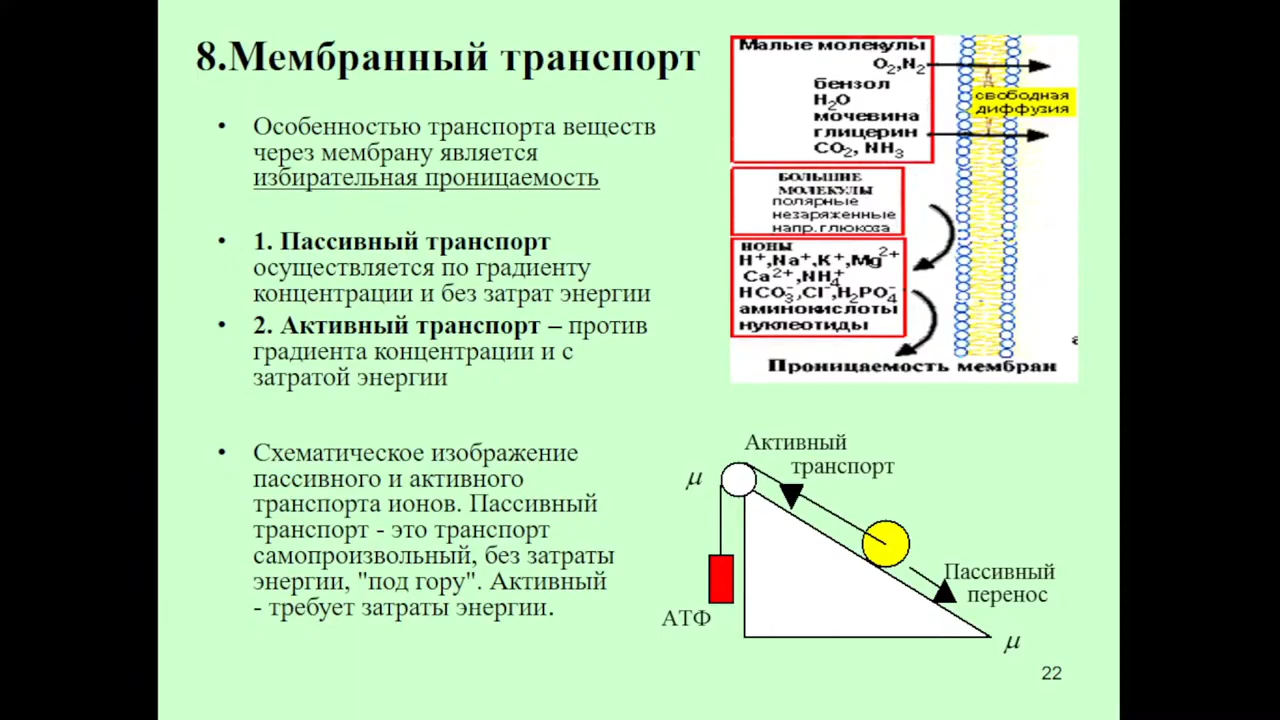 8.Мембранный транспорт
• Особенностью транспорта веществ
через мембрану является
избирательная проницаемость
• 1. Пассивный транспорт
осуществляется по градиенту
концентрации и без затрат энергии
• 2. Активный транспорт – против
градиента концентрации и с
затратой энергии
• Схематическое изображение
пассивного и активного
транспорта ионов. Пассивный
транспорт - это транспорт
самопроизвольный, без затраты
энергии, "под гору". Активный
- требует затраты энергии.
Малые молекулы
O₂,N₂
бензол
H₂O
мочевина
глицерин
CO₂, NH₃
свободная
диффузия
БОЛЬШИЕ
МОЛЕКУЛЫ
полярные
незаряженные
напр.глюкоза
ИОНЫ
H⁺,Na⁺,K⁺,Mg²⁺
Ca²⁺,NH₄⁺
HCO₃⁻,Cl⁻,H₂PO₄⁻
аминокислоты
нуклеотиды
Проницаемость мембран
Активный
транспорт
μ
Пассивный
перенос
АТФ
μ
22